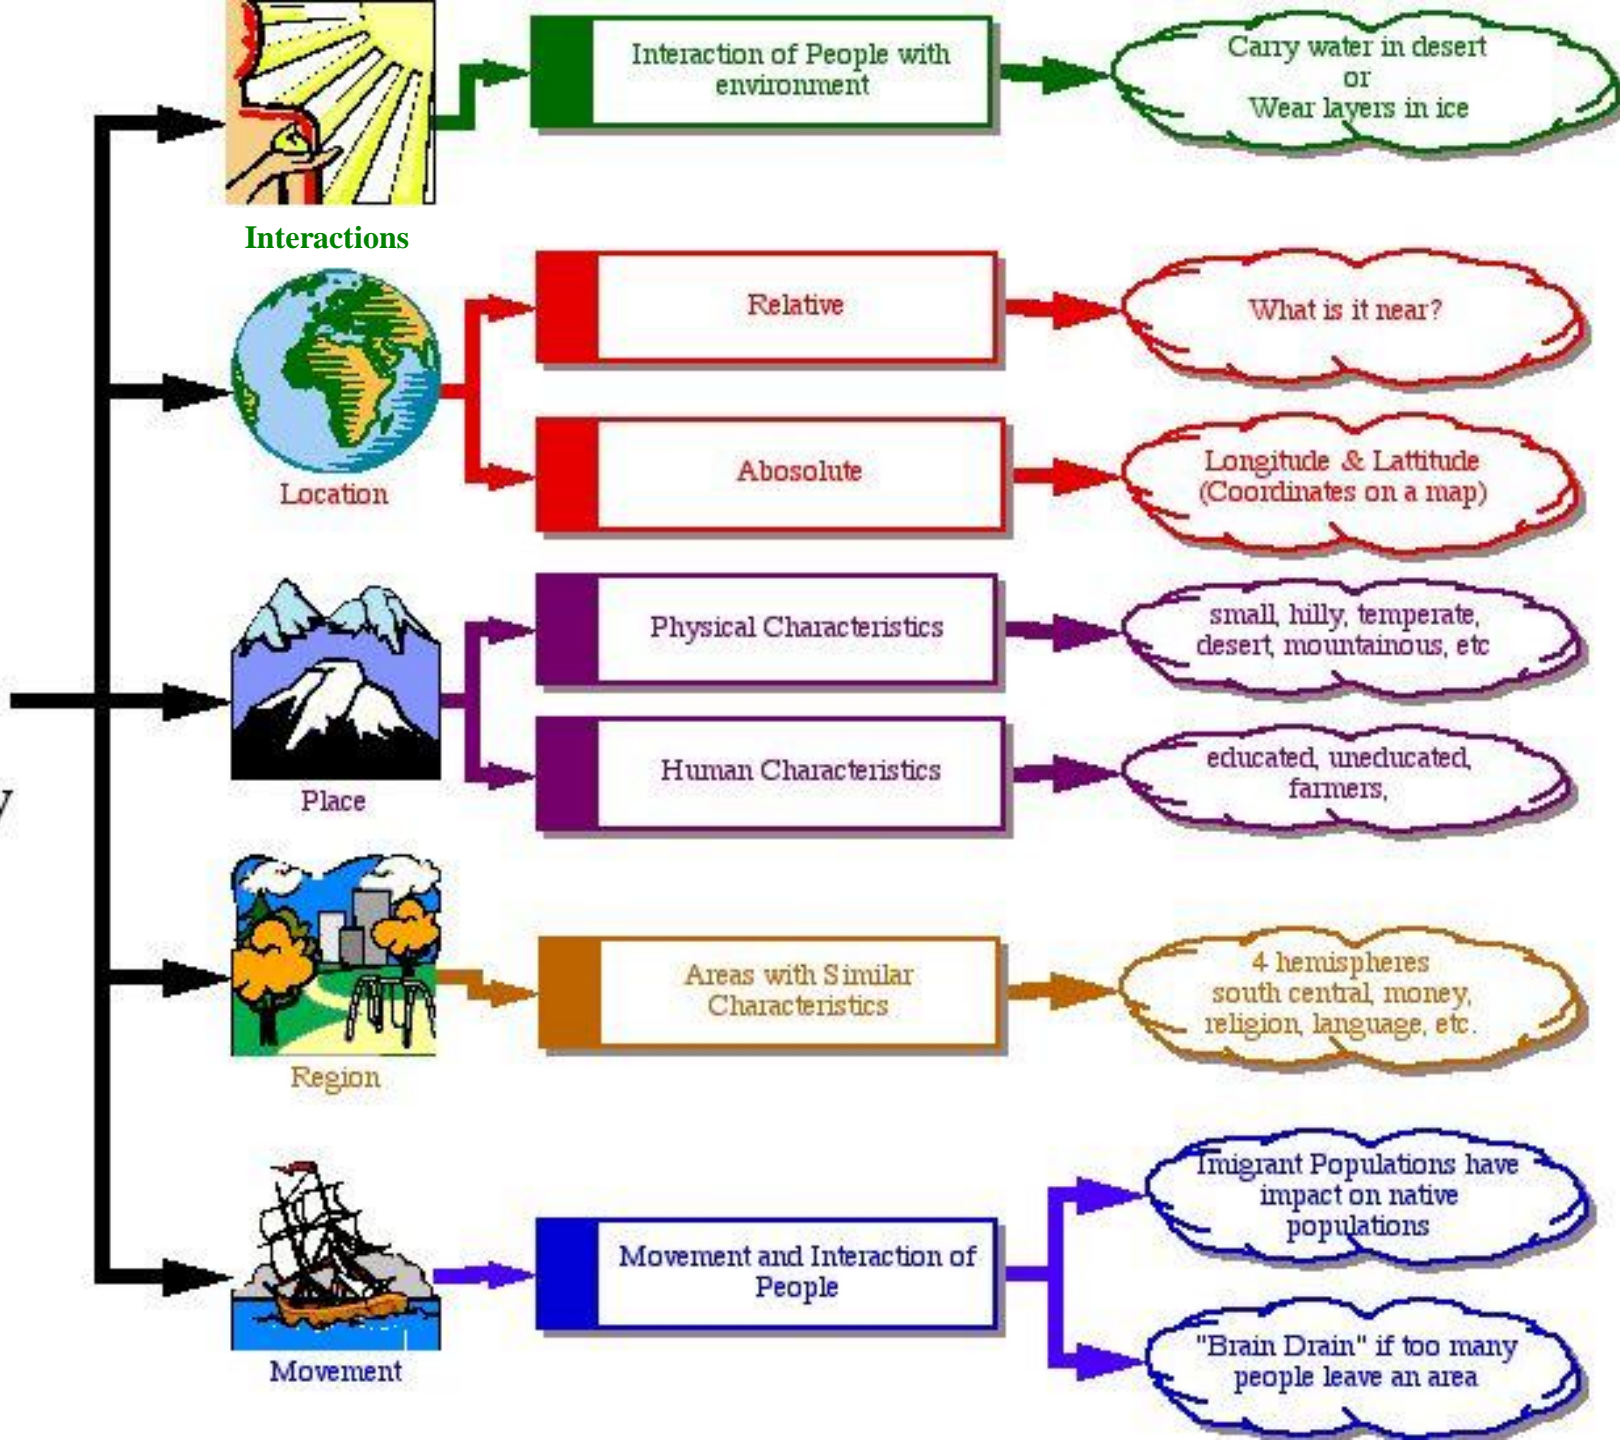 Carry water in desert
or
Wear layers in ice
Interaction of People with
environment
Interactions
Relative
What is it near?
Abosolute
Longitude & Lattitude
(Coordinates on a map)
Location
Physical Characteristics
small, hilly, temperate,
desert, mountainous, etc
Human Characteristics
educated, uneducated,
farmers,
Place
y
Areas with Similar
Characteristics
4 hemispheres
south central, money,
religion, language, etc.
Region
Movement and Interaction of
People
Imigrant Populations have
impact on native
populations
"Brain Drain" if too many
people leave an area
Movement